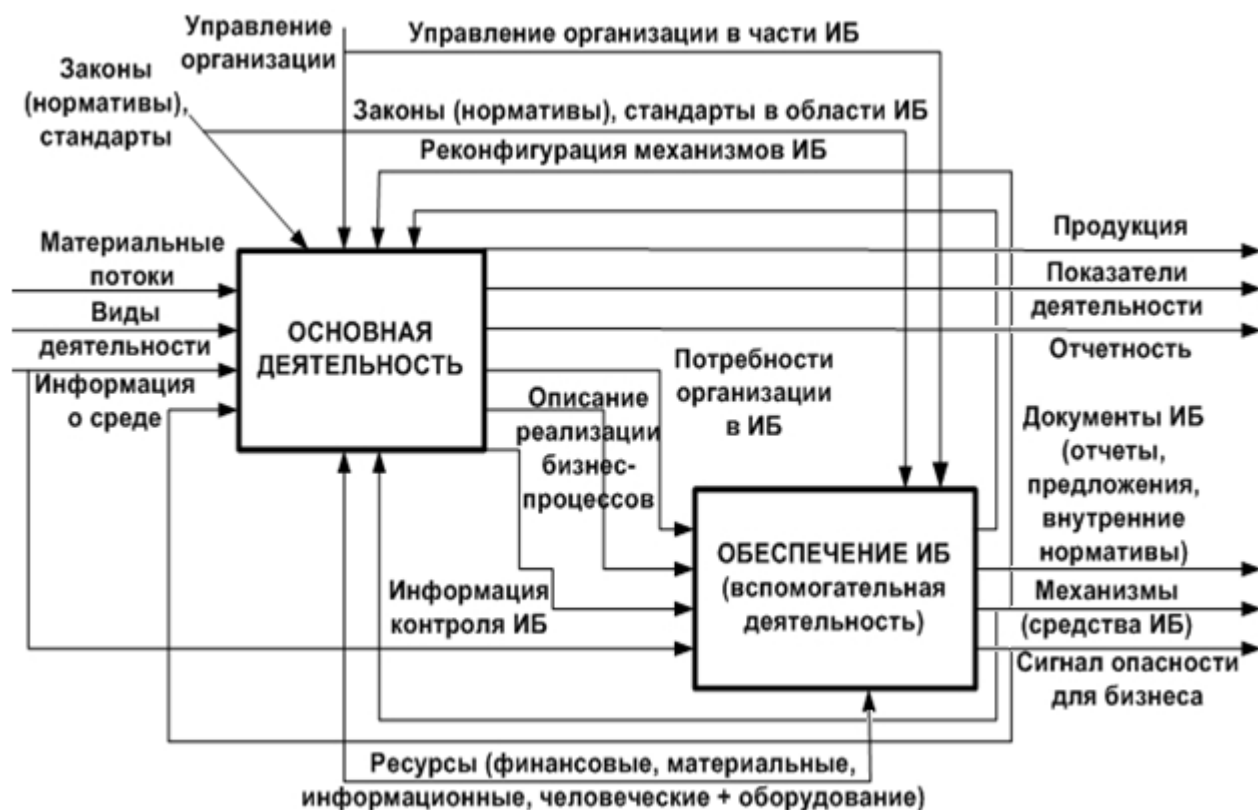 Управление
организации
Управление организации в части ИБ
Законы
(нормативы),
стандарты
Законы (нормативы), стандарты в области ИБ
Реконфигурация механизмов ИБ
Материальные
потоки
Виды
деятельности
Информация
о среде
ОСНОВНАЯ
ДЕЯТЕЛЬНОСТЬ
Продукция
Показатели
деятельности
Отчетность
Потребности
организации
в ИБ
Описание
реализации
бизнес-
процессов
Документы ИБ
(отчеты,
предложения,
внутренние
нормативы)
ОБЕСПЕЧЕНИЕ ИБ
(вспомогательная
деятельность)
Информация
контроля ИБ
Механизмы
(средства ИБ)
Сигнал опасности
для бизнеса
Ресурсы (финансовые, материальные,
информационные, человеческие + оборудование)